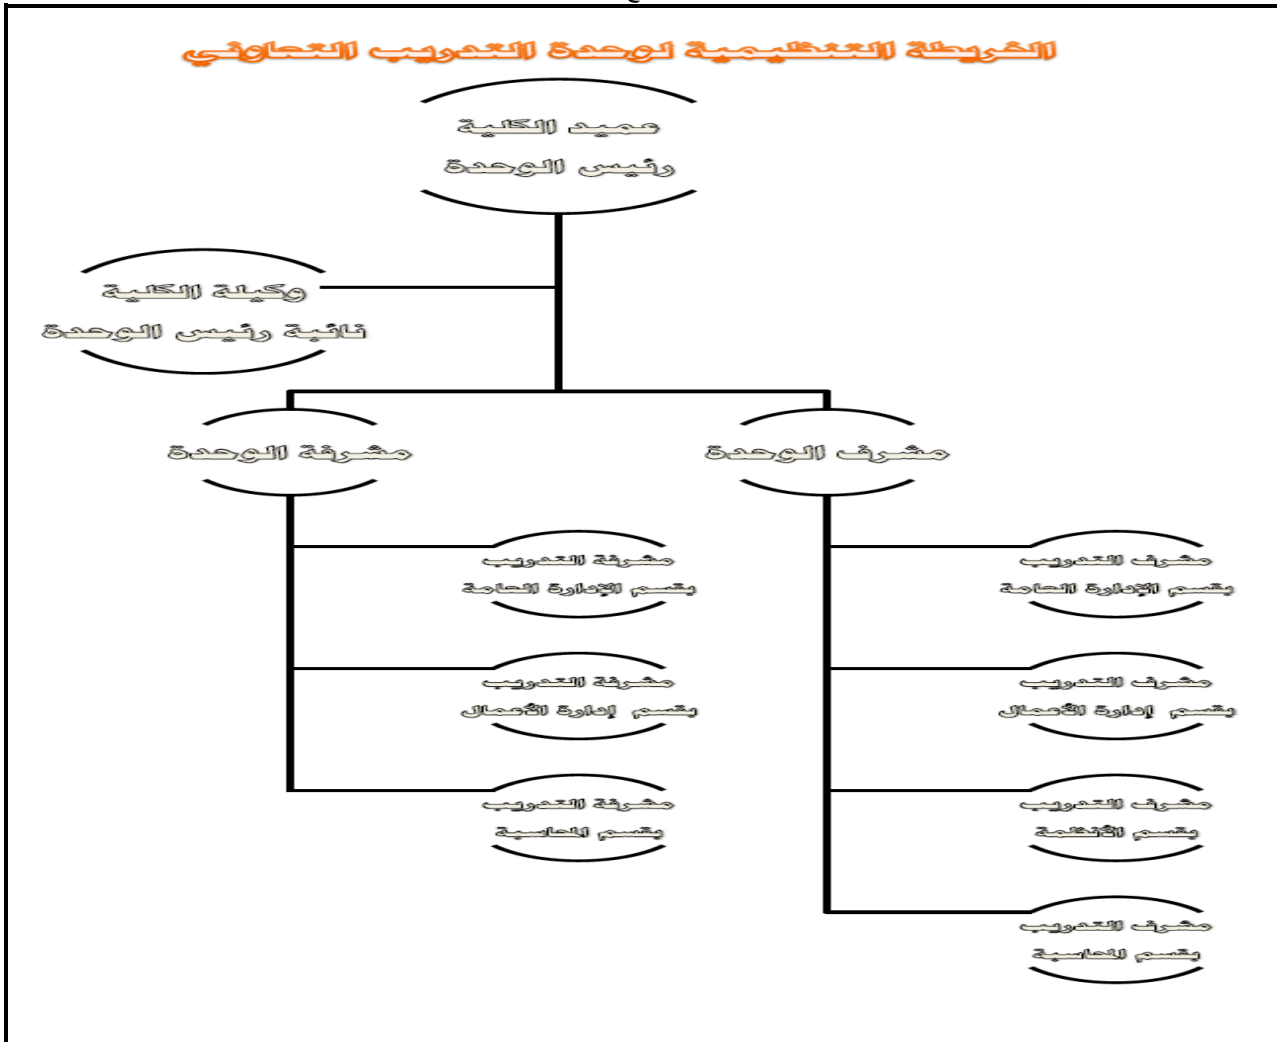 الخريطة التنظيمية لوحدة التدريب التعاوني
عميد الكلية
رئيس الوحدة
وكيلة الكلية
نائبة رئيس الوحدة
مشرف الوحدة
مشرفة الوحدة
مشرف التدريب
بقسم الإدارة العامة
مشرف التدريب
بقسم إدارة الأعمال
مشرف التدريب
بقسم الأنظمة
مشرف التدريب
بقسم المحاسبة
مشرفة التدريب
بقسم الإدارة العامة
مشرفة التدريب
بقسم إدارة الأعمال
مشرفة التدريب
بقسم المحاسبة